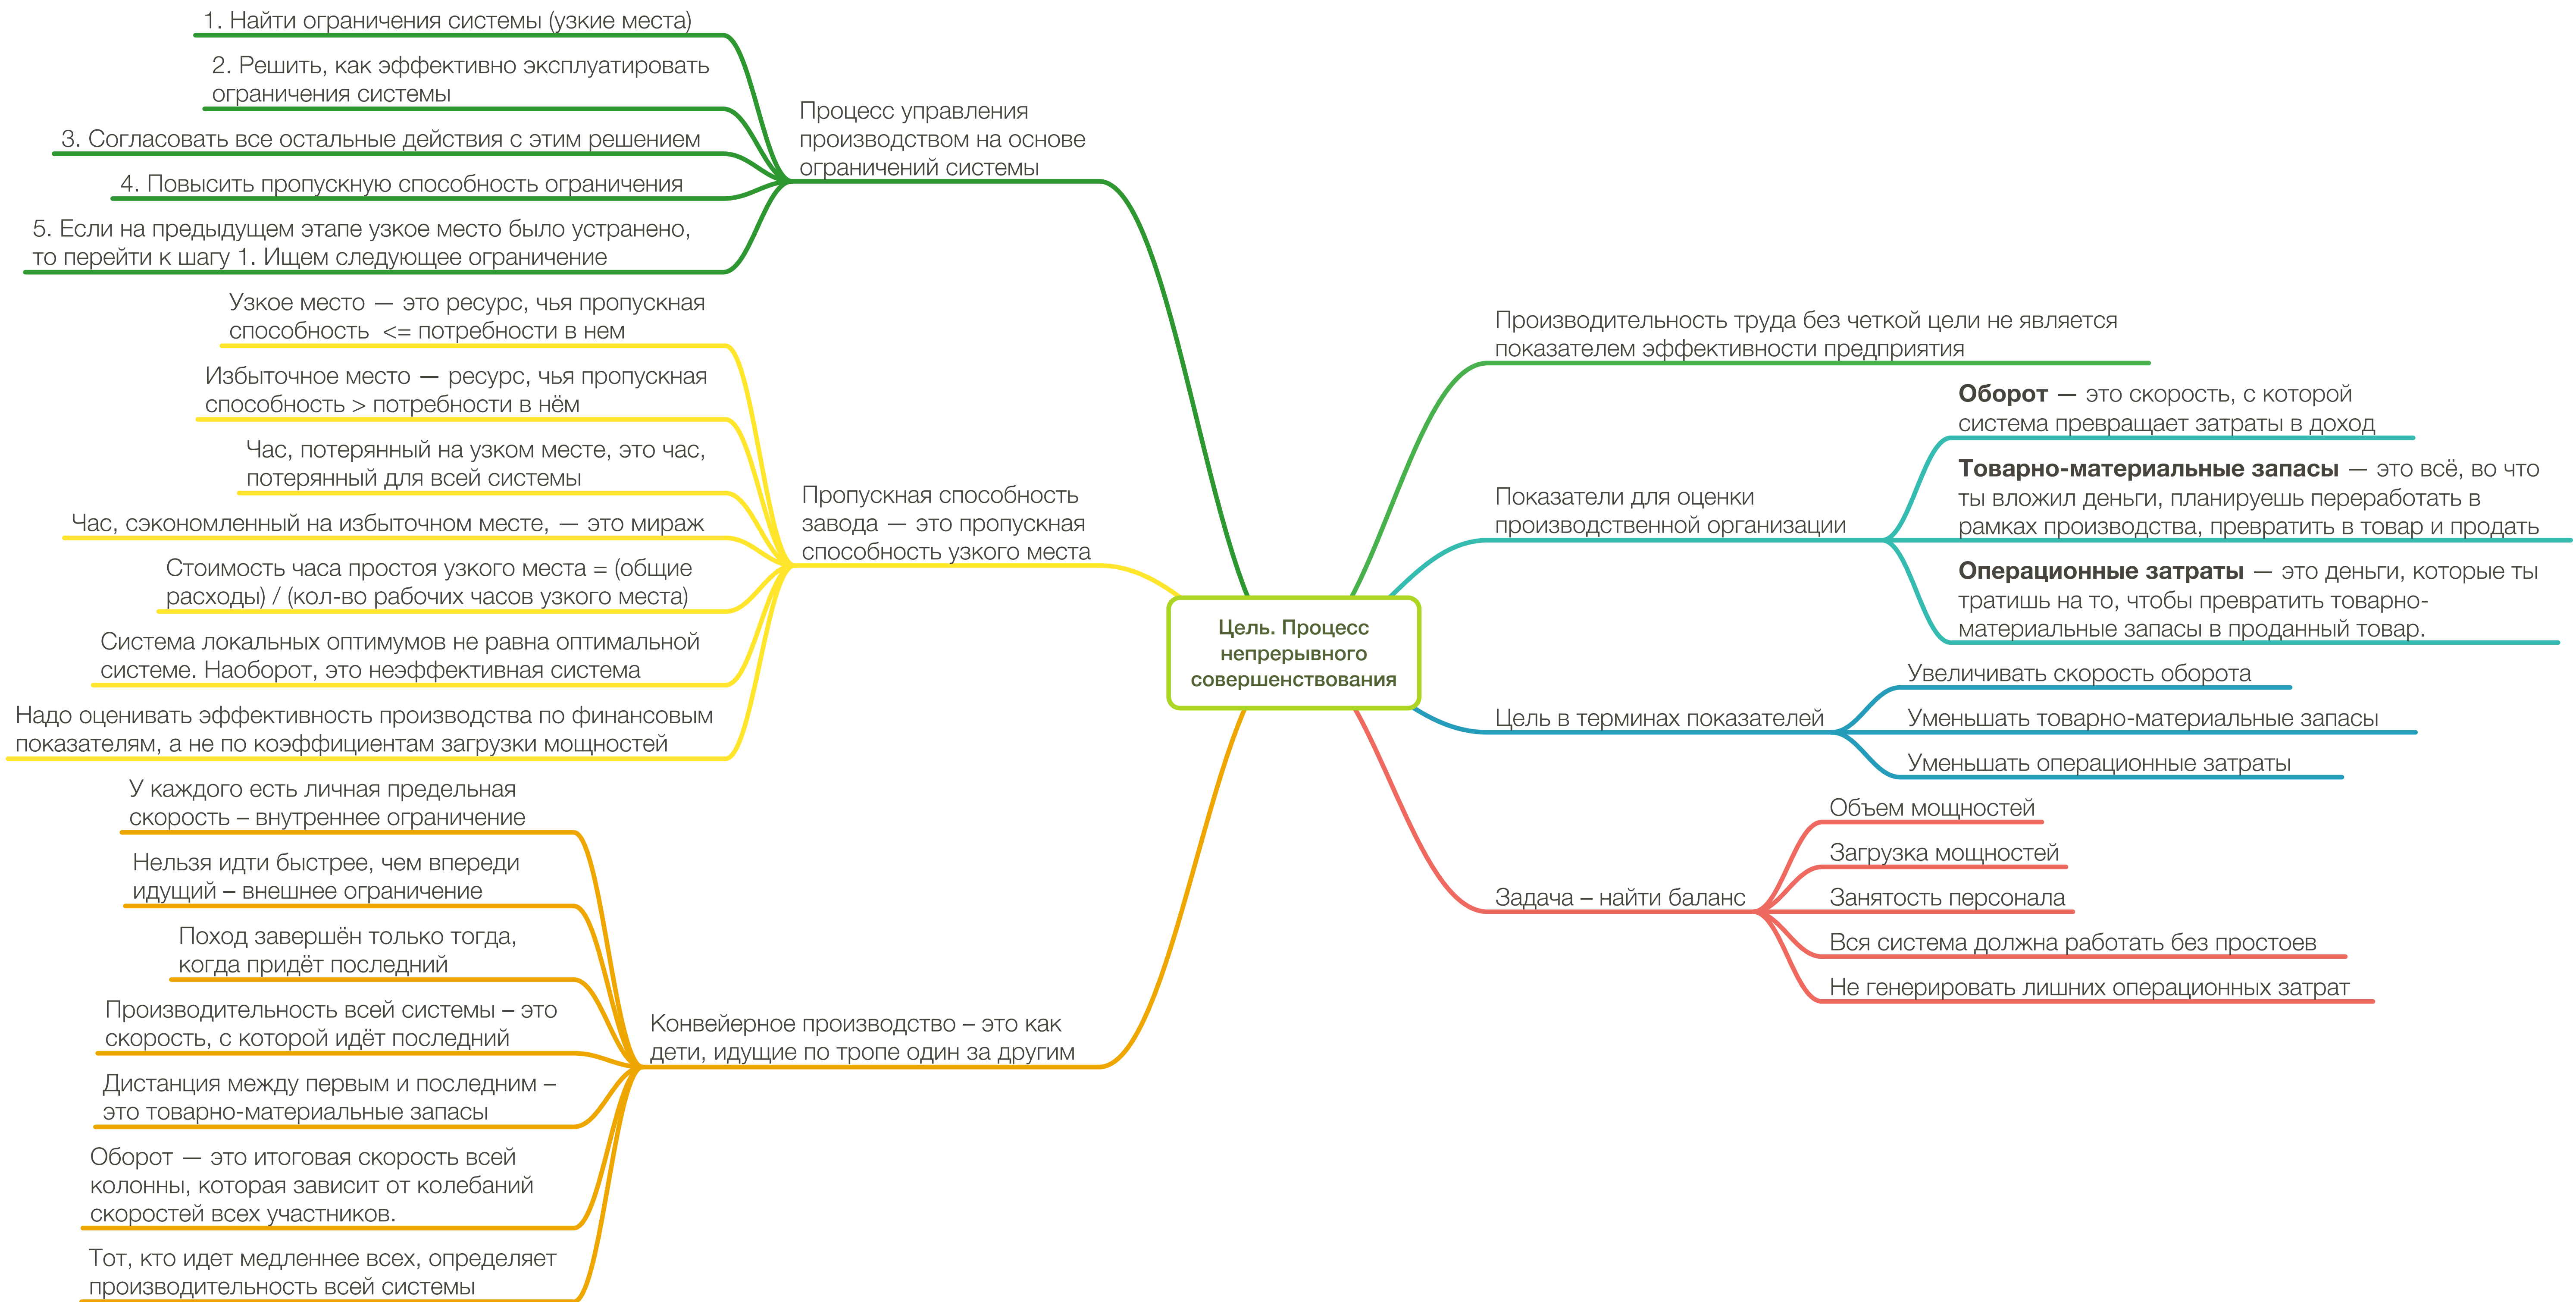 1. Найти ограничения системы (узкие места)
2. Решить, как эффективно эксплуатировать
ограничения системы
3. Согласовать все остальные действия с этим решением
4. Повысить пропускную способность ограничения
5. Если на предыдущем этапе узкое место было устранено,
то перейти к шагу 1. Ищем следующее ограничение
Процесс управления
производством на основе
ограничений системы
Узкое место — это ресурс, чья пропускная
способность  <= потребности в нем
Избыточное место — ресурс, чья пропускная
способность > потребности в нём
Час, потерянный на узком месте, это час,
потерянный для всей системы
Час, сэкономленный на избыточном месте, — это мираж
Стоимость часа простоя узкого места = (общие
расходы) / (кол-во рабочих часов узкого места)
Система локальных оптимумов не равна оптимальной
системе. Наоборот, это неэффективная система
Надо оценивать эффективность производства по финансовым
показателям, а не по коэффициентам загрузки мощностей
Пропускная способность
завода — это пропускная
способность узкого места
У каждого есть личная предельная
скорость – внутреннее ограничение
Нельзя идти быстрее, чем впереди
идущий – внешнее ограничение
Поход завершён только тогда,
когда придёт последний
Производительность всей системы – это
скорость, с которой идёт последний
Дистанция между первым и последним –
это товарно-материальные запасы
Оборот — это итоговая скорость всей
колонны, которая зависит от колебаний
скоростей всех участников.
Тот, кто идет медленнее всех, определяет
производительность всей системы
Конвейерное производство – это как
дети, идущие по тропе один за другим
Цель. Процесс
непрерывного
совершенствования
Производительность труда без четкой цели не является
показателем эффективности предприятия
Показатели для оценки
производственной организации
Оборот — это скорость, с которой
система превращает затраты в доход
Товарно-материальные запасы — это всё, во что
ты вложил деньги, планируешь переработать в
рамках производства, превратить в товар и продать
Операционные затраты — это деньги, которые ты
тратишь на то, чтобы превратить товарно-
материальные запасы в проданный товар.
Цель в терминах показателей
Увеличивать скорость оборота
Уменьшать товарно-материальные запасы
Уменьшать операционные затраты
Задача – найти баланс
Объем мощностей
Загрузка мощностей
Занятость персонала
Вся система должна работать без простоев
Не генерировать лишних операционных затрат